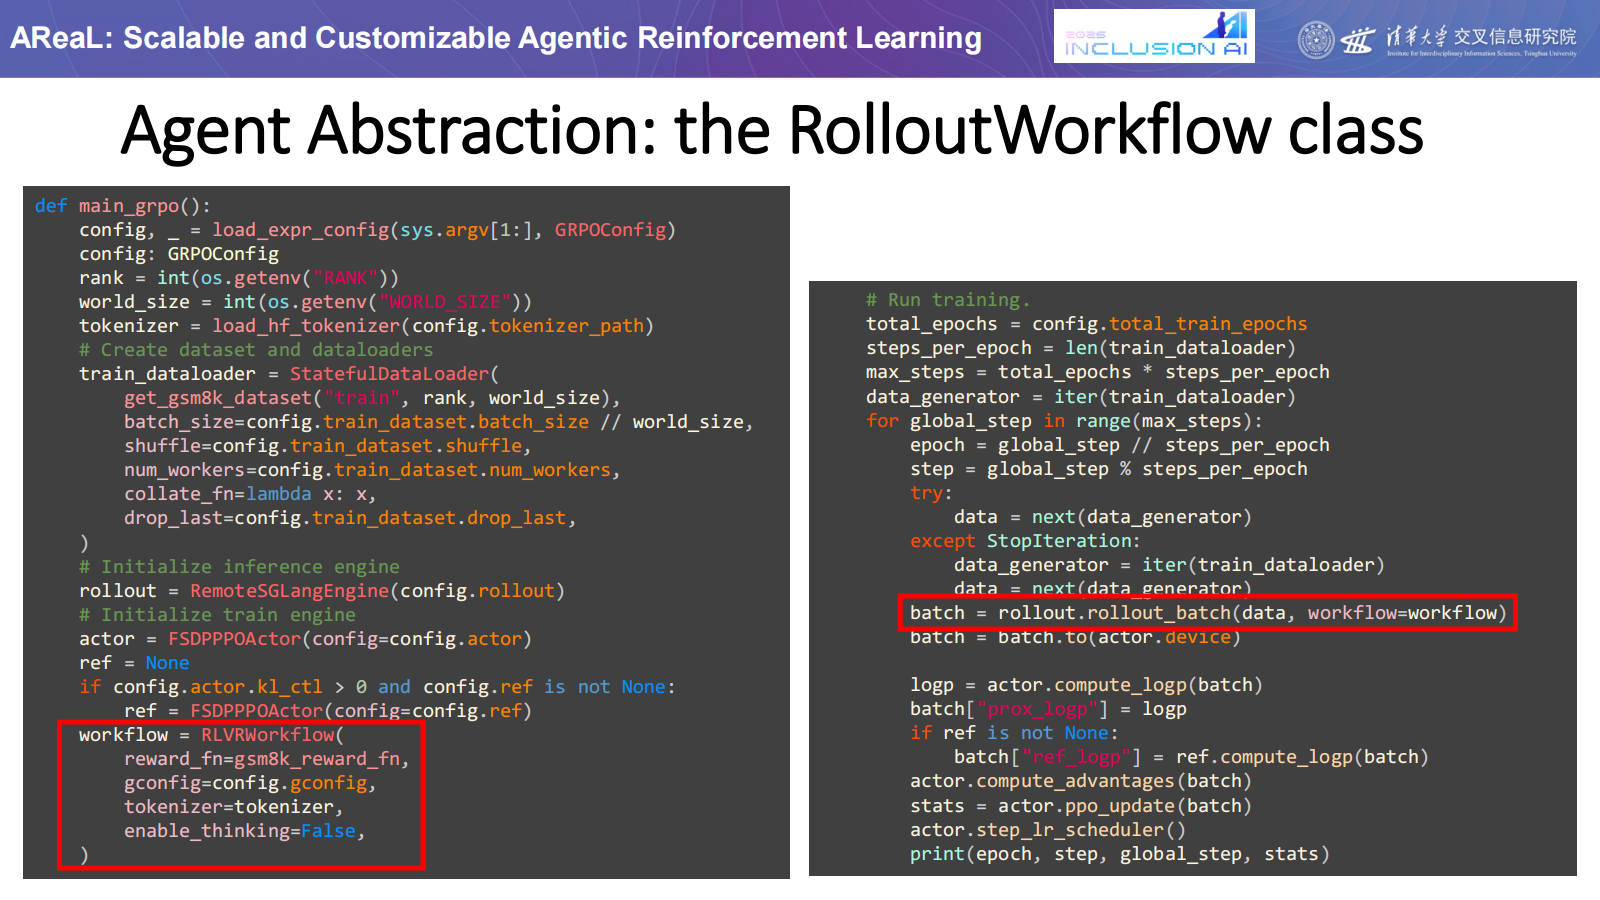 AReaL: Scalable and Customizable Agentic Reinforcement Learning
2025
INCLUSION AI
清华大学 交叉信息研究院
Institute for Interdisciplinary Information Sciences, Tsinghua University
Agent Abstraction: the RolloutWorkflow class
def main_grpo():
    config, _ = load_expr_config(sys.argv[1:], GRPOConfig)
    config: GRPOConfig
    rank = int(os.getenv("RANK"))
    world_size = int(os.getenv("WORLD_SIZE"))
    tokenizer = load_hf_tokenizer(config.tokenizer_path)
    # Create dataset and dataloaders
    train_dataloader = StatefulDataLoader(
        get_gsm8k_dataset("train", rank, world_size),
        batch_size=config.train_dataset.batch_size // world_size,
        shuffle=config.train_dataset.shuffle,
        num_workers=config.train_dataset.num_workers,
        collate_fn=lambda x: x,
        drop_last=config.train_dataset.drop_last,
    )
    # Initialize inference engine
    rollout = RemoteSGLangEngine(config.rollout)
    # Initialize train engine
    actor = FSDPPPOActor(config=config.actor)
    ref = None
    if config.actor.kl_ctl > 0 and config.ref is not None:
        ref = FSDPPPOActor(config=config.ref)
    workflow = RLVRWorkflow(
        reward_fn=gsm8k_reward_fn,
        gconfig=config.gconfig,
        tokenizer=tokenizer,
        enable_thinking=False,
    )
    # Run training.
    total_epochs = config.total_train_epochs
    steps_per_epoch = len(train_dataloader)
    max_steps = total_epochs * steps_per_epoch
    data_generator = iter(train_dataloader)
    for global_step in range(max_steps):
        epoch = global_step // steps_per_epoch
        step = global_step % steps_per_epoch
        try:
            data = next(data_generator)
        except StopIteration:
            data_generator = iter(train_dataloader)
            data = next(data_generator)
        batch = rollout.rollout_batch(data, workflow=workflow)
        batch = batch.to(actor.device)
        logp = actor.compute_logp(batch)
        batch["prox_logp"] = logp
        if ref is not None:
            batch["ref_logp"] = ref.compute_logp(batch)
        actor.compute_advantages(batch)
        stats = actor.ppo_update(batch)
        actor.step_lr_scheduler()
        print(epoch, step, global_step, stats)